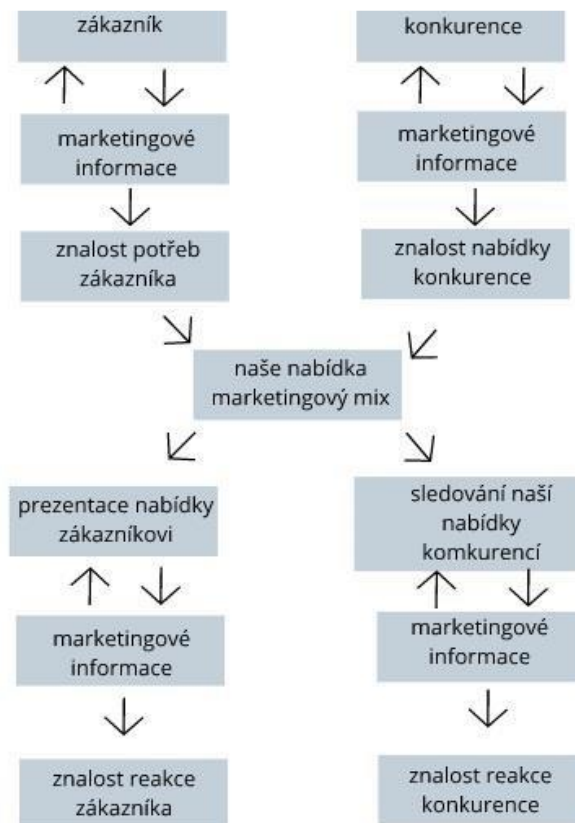 zákazník
konkurence
marketingové
informace
marketingové
informace
znalost potřeb
zákazníka
znalost nabídky
konkurence
naše nabídka
marketingový mix
prezentace nabídky
zákazníkovi
sledování naší
nabídky
komkurencí
marketingové
informace
marketingové
informace
znalost reakce
zákazníka
znalost reakce
konkurence